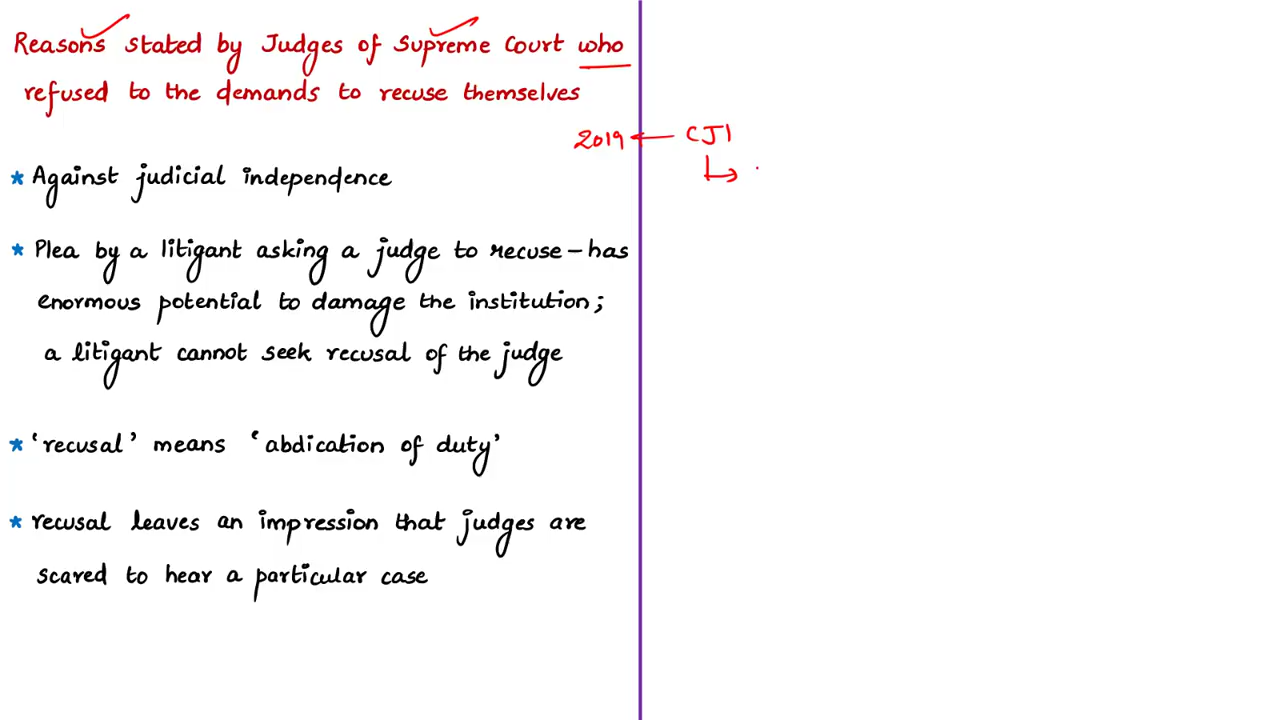 Reasons stated by Judges of Supreme Court who
refused to the demands to recuse themselves
2019 ← CJI
* Against judicial independence
* Plea by a litigant asking a judge to recuse – has
enormous potential to damage the institution;
a litigant cannot seek recusal of the judge
* ‘recusal’ means ‘abdication of duty’
* recusal leaves an impression that judges are
scared to hear a particular case